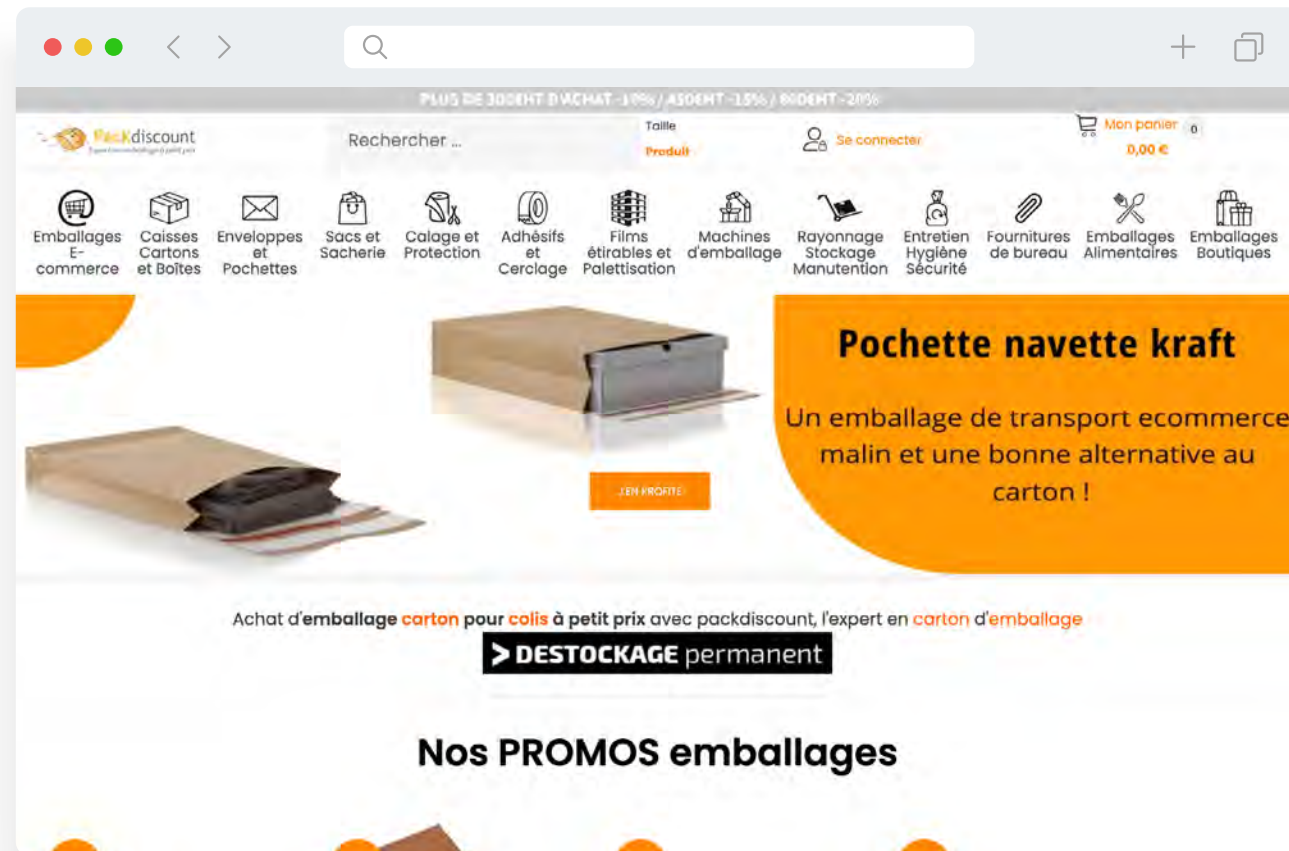 PLUS DE 300€HT D'ACHAT -10% / 450€HT -15% / 800€HT -20%
PacKdiscount
Rechercher ...
Taille
Produit
Se connecter
Mon panier 0
0,00 €
Emballages E-commerce
Caisses Cartons et Boîtes
Enveloppes et Pochettes
Sacs et Sacherie
Calage et Protection
Adhésifs et Cerclage
Films étirables et Palettisation
Machines d'emballage
Rayonnage Stockage Manutention
Entretien Hygiène Sécurité
Fournitures de bureau
Emballages Alimentaires
Emballages Boutiques
Pochette navette kraft
Un emballage de transport ecommerce
malin et une bonne alternative au
carton !
J'EN PROFITE
Achat d'emballage carton pour colis à petit prix avec packdiscount, l'expert en carton d'emballage
> DESTOCKAGE permanent
Nos PROMOS emballages